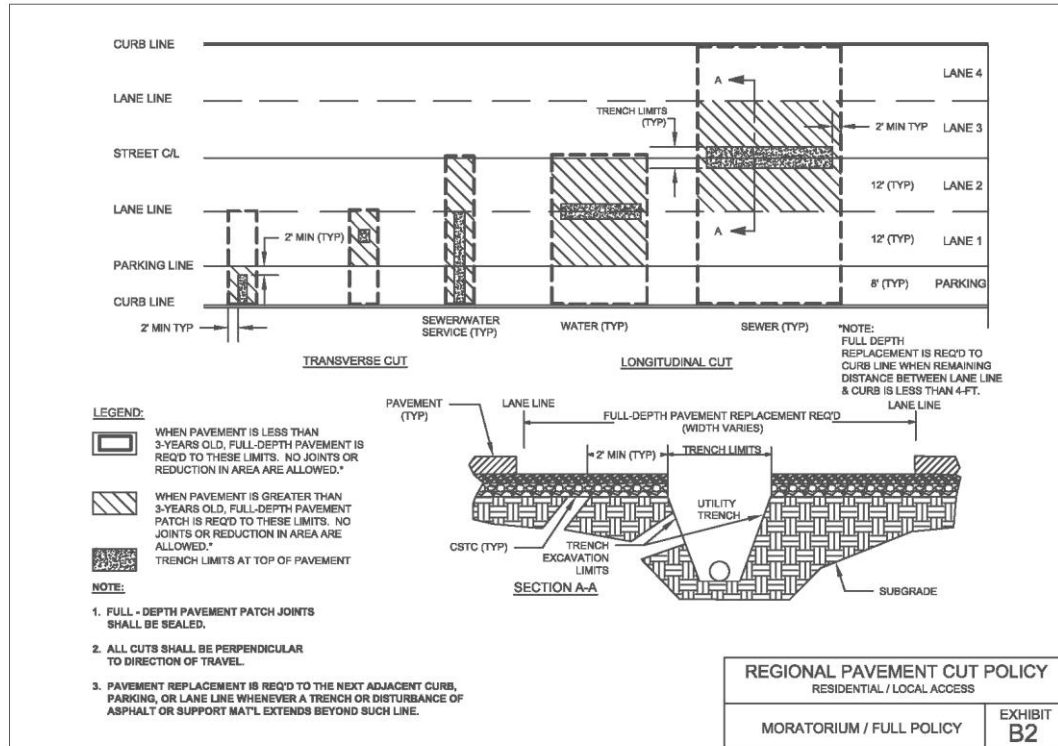 CURB LINE
LANE LINE
STREET C/L
LANE LINE
PARKING LINE
CURB LINE
2' MIN TYP
2' MIN (TYP)
TRENCH LIMITS
(TYP)
A
A
2' MIN TYP
LANE 4
LANE 3
12' (TYP) LANE 2
12' (TYP) LANE 1
8' (TYP) PARKING
SEWER/WATER
SERVICE (TYP)
WATER (TYP)
SEWER (TYP)
TRANSVERSE CUT
LONGITUDINAL CUT
*NOTE:
FULL DEPTH
REPLACEMENT IS REQ'D TO
CURB LINE WHEN REMAINING
DISTANCE BETWEEN LANE LINE
& CURB IS LESS THAN 4-FT.
LEGEND:
WHEN PAVEMENT IS LESS THAN
3-YEARS OLD, FULL-DEPTH PAVEMENT IS
REQ'D TO THESE LIMITS. NO JOINTS OR
REDUCTION IN AREA ARE ALLOWED.*
WHEN PAVEMENT IS GREATER THAN
3-YEARS OLD, FULL-DEPTH PAVEMENT
PATCH IS REQ'D TO THESE LIMITS. NO
JOINTS OR REDUCTION IN AREA ARE
ALLOWED.*
TRENCH LIMITS AT TOP OF PAVEMENT
NOTE:
1. FULL - DEPTH PAVEMENT PATCH JOINTS
SHALL BE SEALED.
2. ALL CUTS SHALL BE PERPENDICULAR
TO DIRECTION OF TRAVEL.
3. PAVEMENT REPLACEMENT IS REQ'D TO THE NEXT ADJACENT CURB,
PARKING, OR LANE LINE WHENEVER A TRENCH OR DISTURBANCE OF
ASPHALT OR SUPPORT MAT'L EXTENDS BEYOND SUCH LINE.
PAVEMENT
(TYP)
LANE LINE
FULL-DEPTH PAVEMENT REPLACEMENT REQ'D
(WIDTH VARIES)
LANE LINE
2' MIN (TYP)
TRENCH LIMITS
UTILITY
TRENCH
CSTC (TYP)
TRENCH
EXCAVATION
LIMITS
SECTION A-A
SUBGRADE
REGIONAL PAVEMENT CUT POLICY
RESIDENTIAL / LOCAL ACCESS
MORATORIUM / FULL POLICY
EXHIBIT
B2